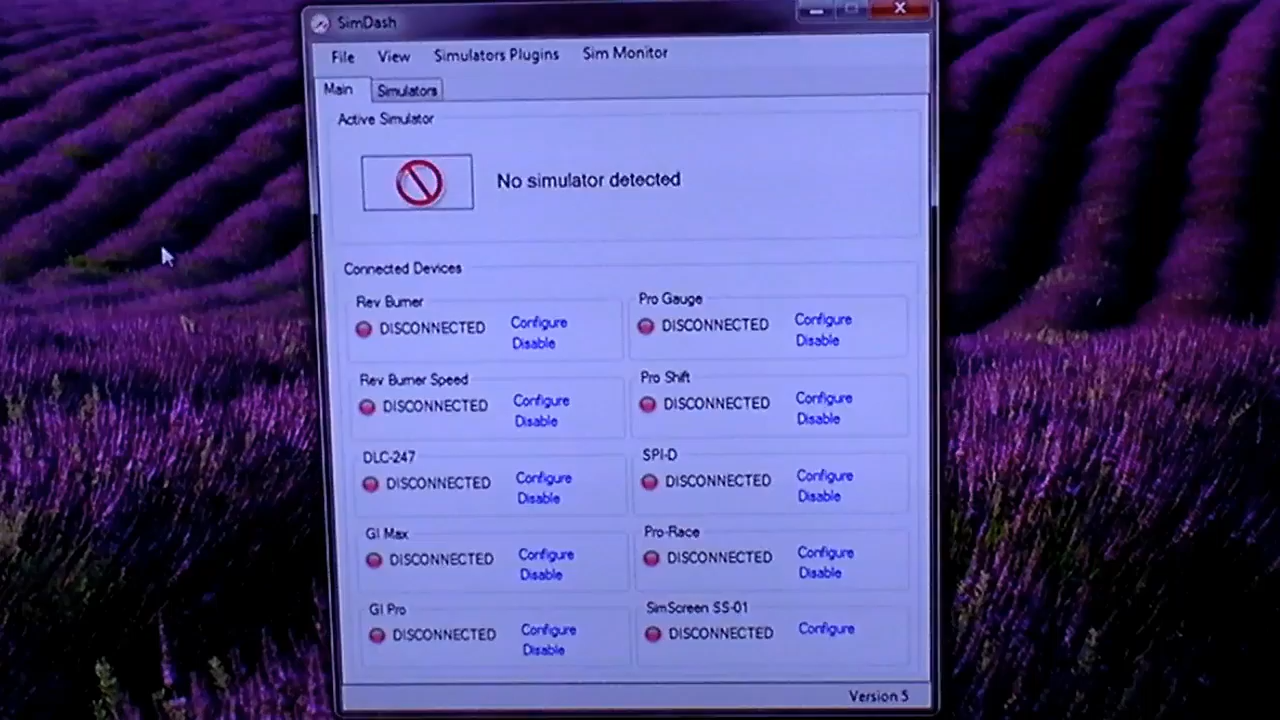 SimDash
File View Simulators Plugins Sim Monitor
Main Simulators
Active Simulator
No simulator detected
Connected Devices
Rev Burner
DISCONNECTED
Configure
Disable
Pro Gauge
DISCONNECTED
Configure
Disable
Rev Burner Speed
DISCONNECTED
Configure
Disable
Pro Shift
DISCONNECTED
Configure
Disable
DLC-247
DISCONNECTED
Configure
Disable
SPI-D
DISCONNECTED
Configure
Disable
GI Max
DISCONNECTED
Configure
Disable
Pro-Race
DISCONNECTED
Configure
Disable
GI Pro
DISCONNECTED
Configure
Disable
SimScreen SS-01
DISCONNECTED
Configure
Version 5